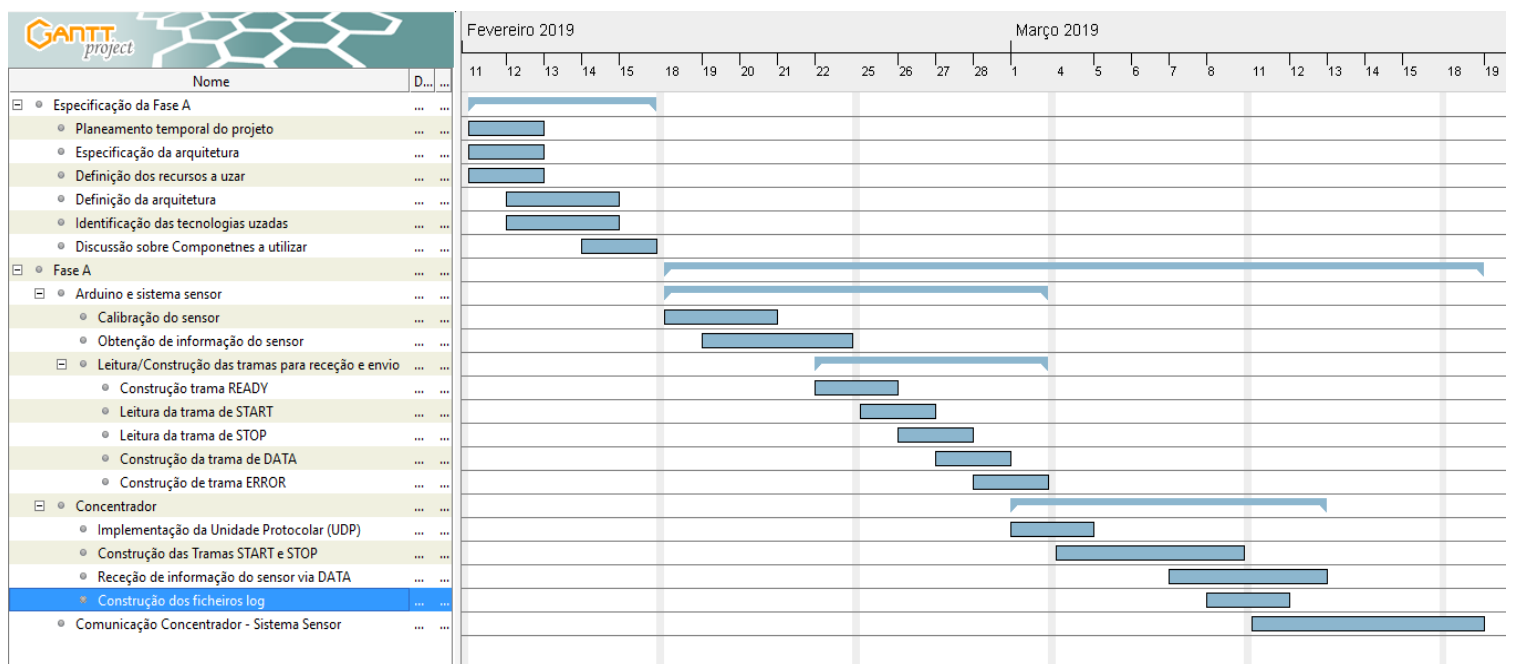 GANTT project
Fevereiro 2019 Março 2019
Nome D... ... 11 12 13 14 15 18 19 20 21 22 25 26 27 28 1 4 5 6 7 8 11 12 13 14 15 18 19
Especificação da Fase A ... ...
Planeamento temporal do projeto ... ...
Especificação da arquitetura ... ...
Definição dos recursos a uzar ... ...
Definição da arquitetura ... ...
Identificação das tecnologias uzadas ... ...
Discussão sobre Componetnes a utilizar ... ...
Fase A ... ...
Arduino e sistema sensor ... ...
Calibração do sensor ... ...
Obtenção de informação do sensor ... ...
Leitura/Construção das tramas para receção e envio ... ...
Construção trama READY ... ...
Leitura da trama de START ... ...
Leitura da trama de STOP ... ...
Construção da trama de DATA ... ...
Construção de trama ERROR ... ...
Concentrador ... ...
Implementação da Unidade Protocolar (UDP) ... ...
Construção das Tramas START e STOP ... ...
Receção de informação do sensor via DATA ... ...
Construção dos ficheiros log ... ...
Comunicação Concentrador - Sistema Sensor ... ...